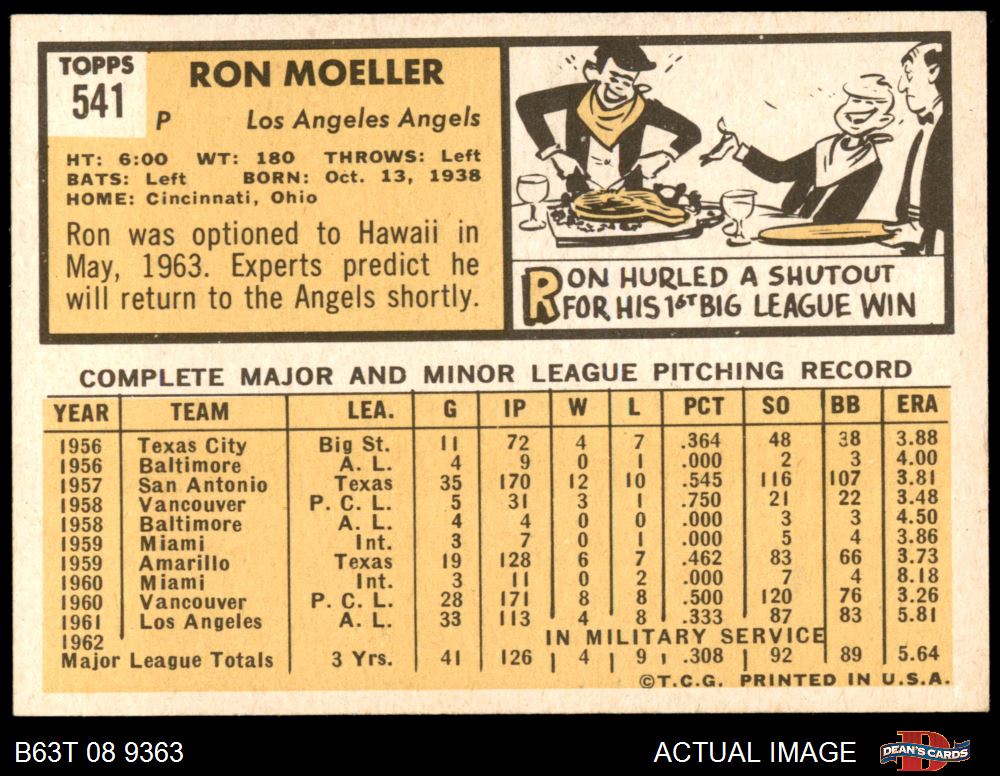 TOPPS
541
RON MOELLER
P Los Angeles Angels
HT: 6:00 WT: 180 THROWS: Left
BATS: Left BORN: Oct. 13, 1938
HOME: Cincinnati, Ohio
Ron was optioned to Hawaii in
May, 1963. Experts predict he
will return to the Angels shortly.
RON HURLED A SHUTOUT
FOR HIS 1ST BIG LEAGUE WIN
COMPLETE MAJOR AND MINOR LEAGUE PITCHING RECORD
YEAR TEAM LEA. G IP W L PCT SO BB ERA
1956 Texas City Big St. 11 72 4 7 .364 48 38 3.88
1956 Baltimore A. L. 4 9 0 1 .000 2 3 4.00
1957 San Antonio Texas 35 170 12 10 .545 116 107 3.81
1958 Vancouver P. C. L. 5 31 3 1 .750 21 22 3.48
1958 Baltimore A. L. 4 4 0 0 .000 3 3 4.50
1959 Miami Int. 3 7 0 1 .000 5 4 3.86
1959 Amarillo Texas 19 128 6 7 .462 83 66 3.73
1960 Miami Int. 3 11 0 2 .000 7 4 8.18
1960 Vancouver P. C. L. 28 171 8 8 .500 120 76 3.26
1961 Los Angeles A. L. 33 113 4 8 .333 87 83 5.81
1962 IN MILITARY SERVICE
Major League Totals 3 Yrs. 41 126 4 9 .308 92 89 5.64
©T.C.G. PRINTED IN U.S.A.
B63T 08 9363
ACTUAL IMAGE
DEAN'S CARDS